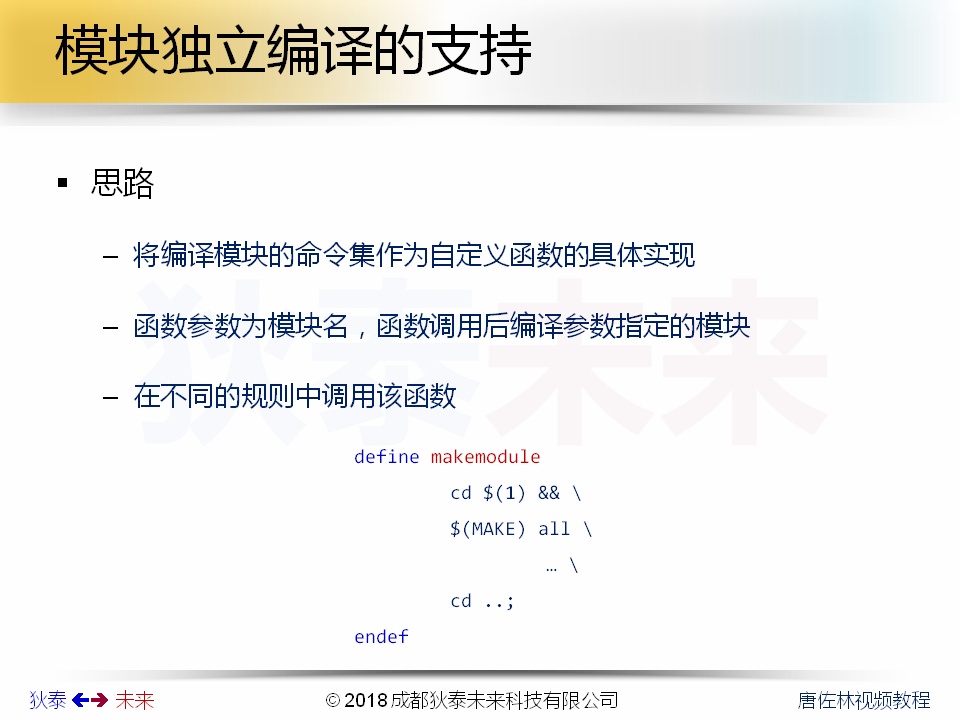 模块独立编译的支持
▪ 思路
– 将编译模块的命令集作为自定义函数的具体实现
– 函数参数为模块名，函数调用后编译参数指定的模块
– 在不同的规则中调用该函数
狄泰未来
define makemodule
cd $(1) && \
$(MAKE) all \
… \
cd ..;
endef
狄泰 未来 © 2018 成都狄泰未来科技有限公司 唐佐林视频教程